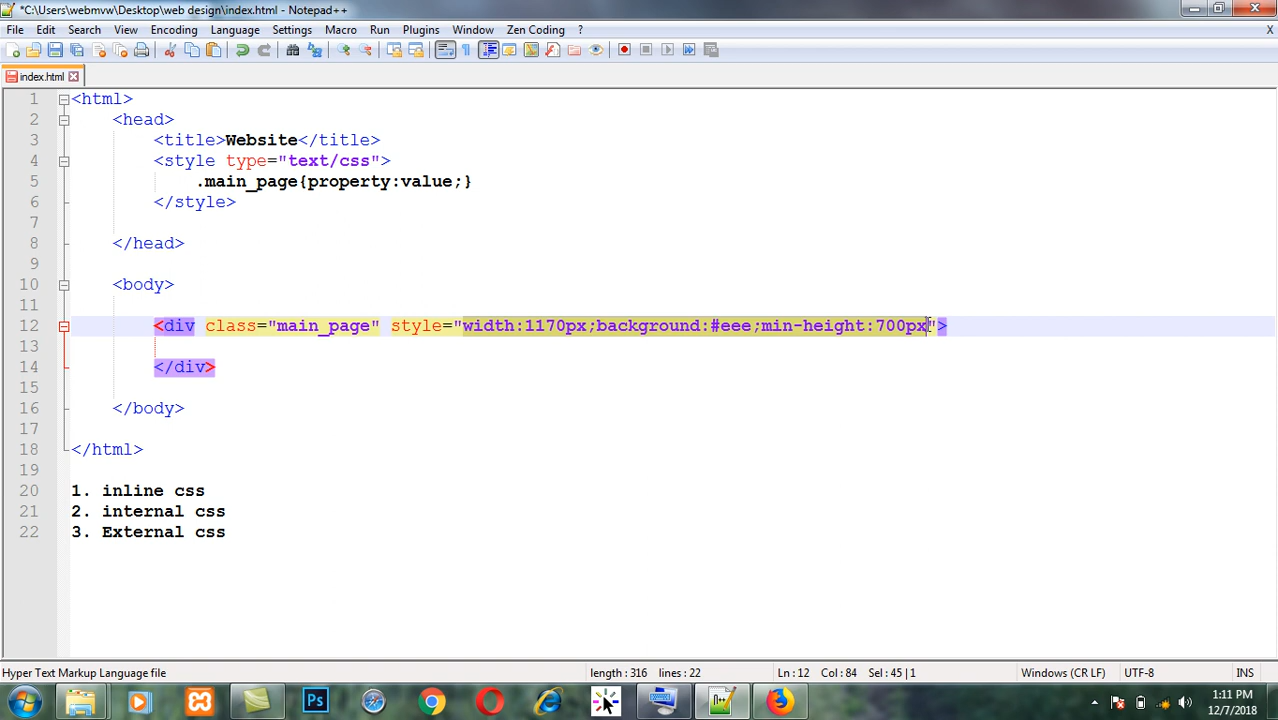 *C:\Users\webmvw\Desktop\web design\index.html - Notepad++
File Edit Search View Encoding Language Settings Macro Run Plugins Window Zen Coding ? X
index.html
1 <html>
2 <head>
3 <title>Website</title>
4 <style type="text/css">
5 .main_page{property:value;}
6 </style>
7
8 </head>
9
10 <body>
11
12 <div class="main_page" style="width:1170px;background:#eee;min-height:700px">
13
14 </div>
15
16 </body>
17
18 </html>
19
20 1. inline css
21 2. internal css
22 3. External css
Hyper Text Markup Language file length : 316 lines : 22 Ln : 12 Col : 84 Sel : 45 | 1 Windows (CR LF) UTF-8 INS
Ps 1:11 PM
12/7/2018